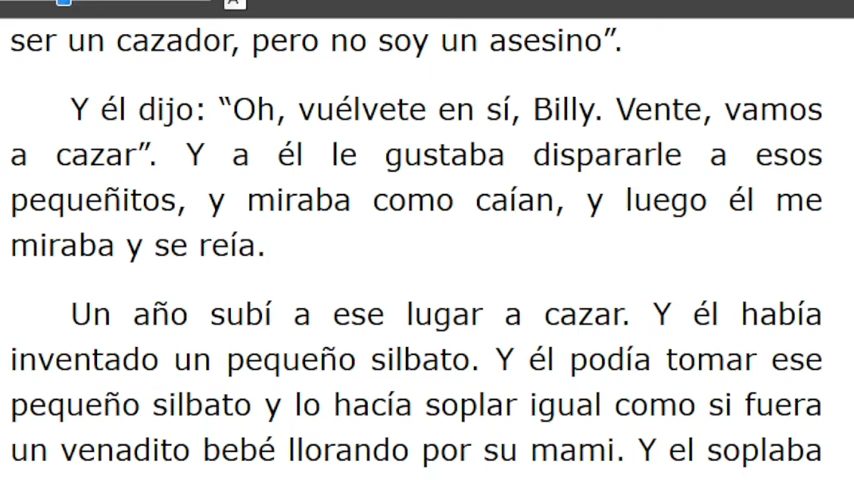 ser un cazador, pero no soy un asesino”.
Y él dijo: “Oh, vuélvete en sí, Billy. Vente, vamos
a cazar”. Y a él le gustaba dispararle a esos
pequeñitos, y miraba como caían, y luego él me
miraba y se reía.
Un año subí a ese lugar a cazar. Y él había
inventado un pequeño silbato. Y él podía tomar ese
pequeño silbato y lo hacía soplar igual como si fuera
un venadito bebé llorando por su mami. Y el soplaba